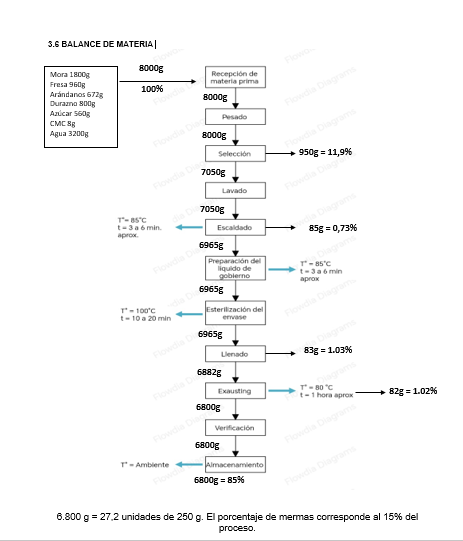 3.6 BALANCE DE MATERIA
Mora 1800g
Fresa 960g
Arándanos 672g
Durazno 800g
Azúcar 560g
CMC 8g
Agua 3200g
8000g
100%
Recepción de
materia prima
8000g
Pesado
8000g
Selección
950g = 11,9%
7050g
Lavado
7050g
T°= 85°C
t = 3 a 6 min.
aprox.
Escaldado
85g = 0,73%
6965g
Preparación del
líquido de
gobierno
T° = 85°C
t = 3 a 6 min
aprox
6965g
T° = 100°C
t = 10 a 20 min
Esterilización del
envase
6965g
Llenado
83g = 1.03%
6882g
Exausting
T° = 80 °C
t = 1 hora aprox
82g = 1.02%
6800g
Verificación
6800g
T° = Ambiente
Almacenamiento
6800g = 85%
6.800 g = 27,2 unidades de 250 g. El porcentaje de mermas corresponde al 15% del
proceso.